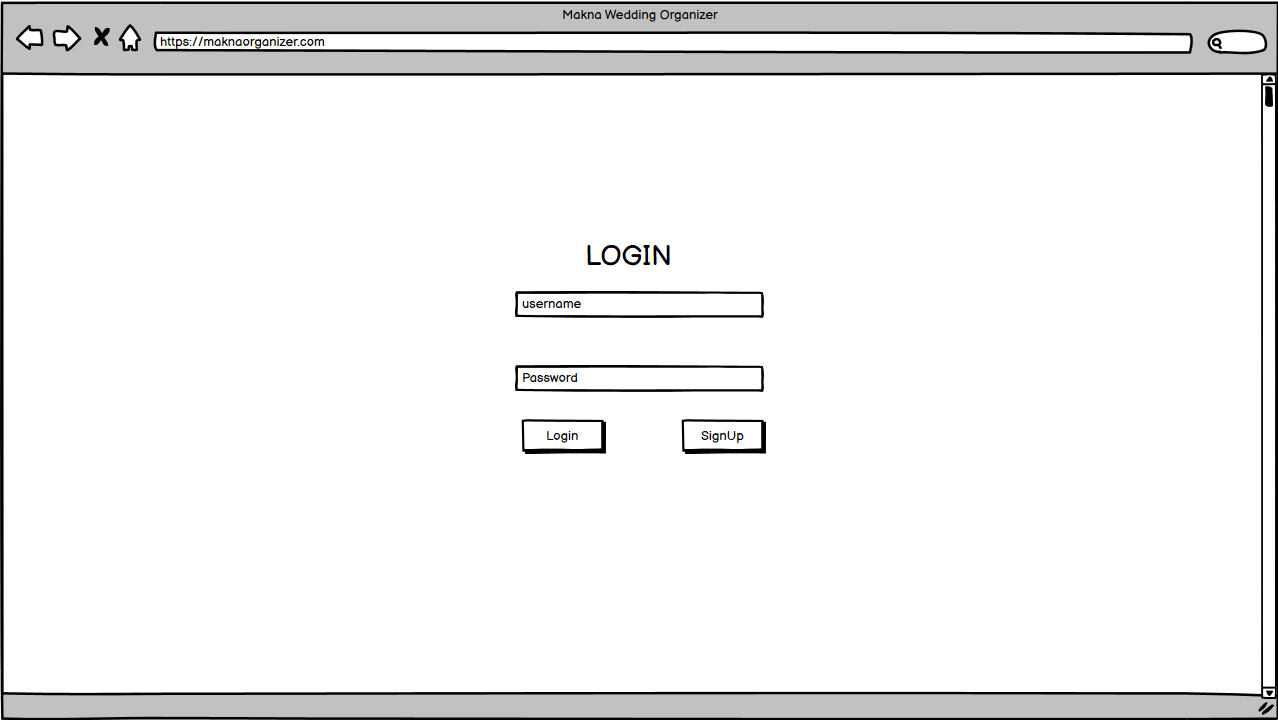 Makna Wedding Organizer
https://maknaorganizer.com
LOGIN
username
Password
Login
SignUp